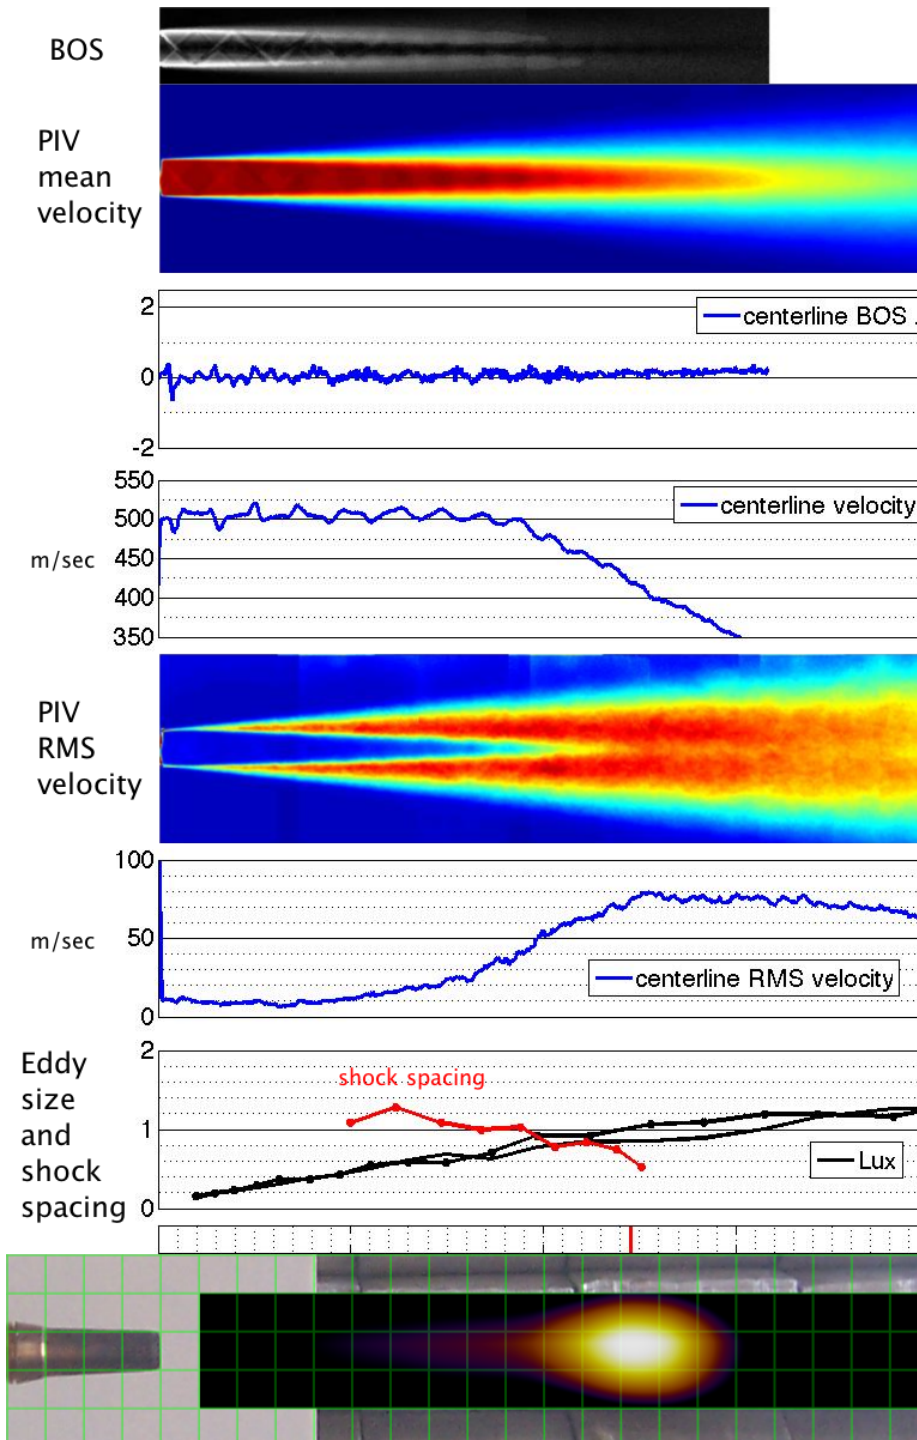 BOS
PIV
mean
velocity
2
centerline BOS .
0
-2
550
centerline velocity
500
m/sec
450
400
350
PIV
RMS
velocity
100
m/sec
50
centerline RMS velocity
0
Eddy
size
and
shock
spacing
2
shock spacing
1
Lux
0